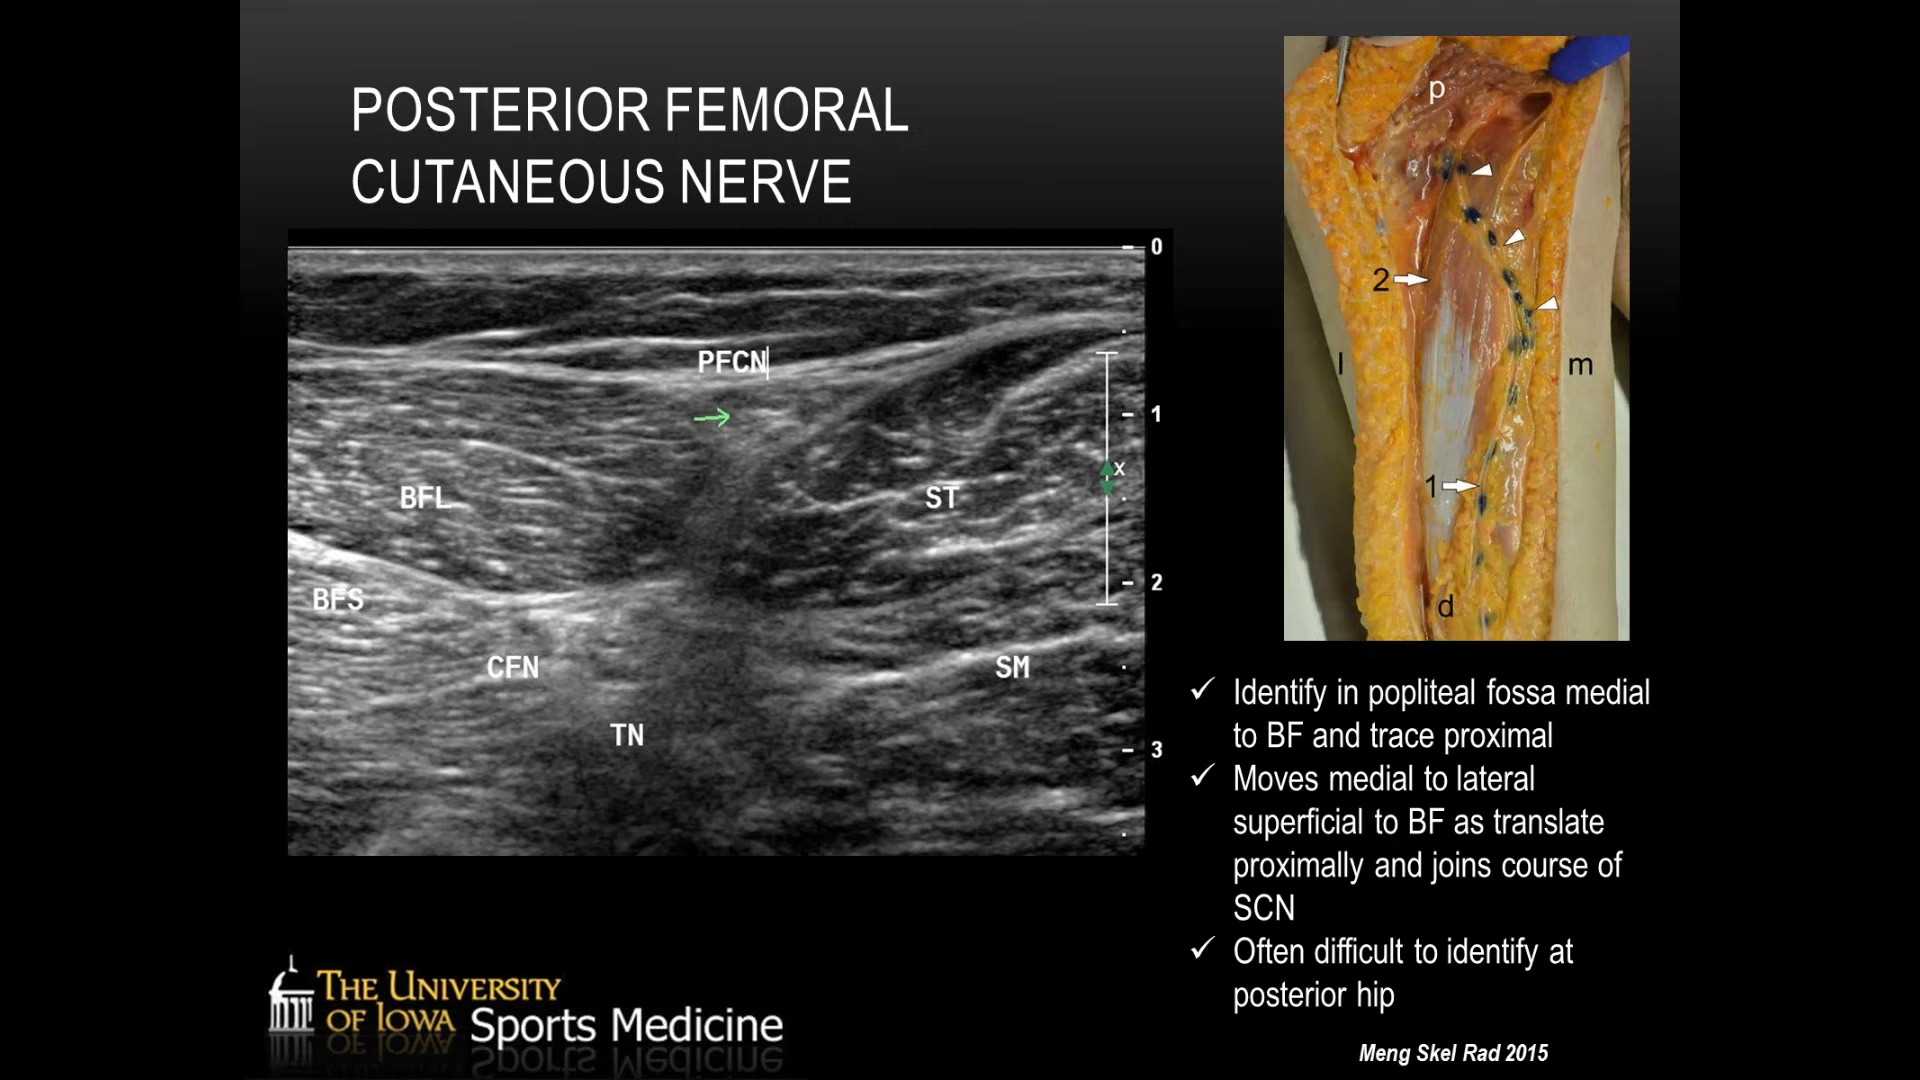 POSTERIOR FEMORAL
CUTANEOUS NERVE
0
PFCN
1
x
BFL
ST
2
BFS
CFN
SM
TN
3
p
2
l
m
1
d
✓ Identify in popliteal fossa medial
to BF and trace proximal
✓ Moves medial to lateral
superficial to BF as translate
proximally and joins course of
SCN
✓ Often difficult to identify at
posterior hip
Meng Skel Rad 2015
THE UNIVERSITY
OF IOWA Sports Medicine